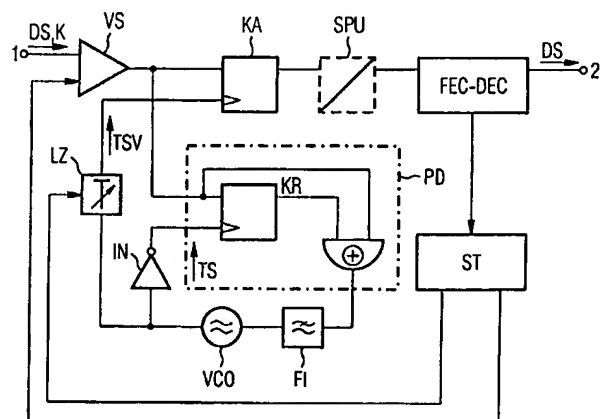 VS
KA
SPU
1
DS,K
DS
2
FEC-DEC
TSV
LZ
KR
PD
IN
TS
ST
VCO
FI